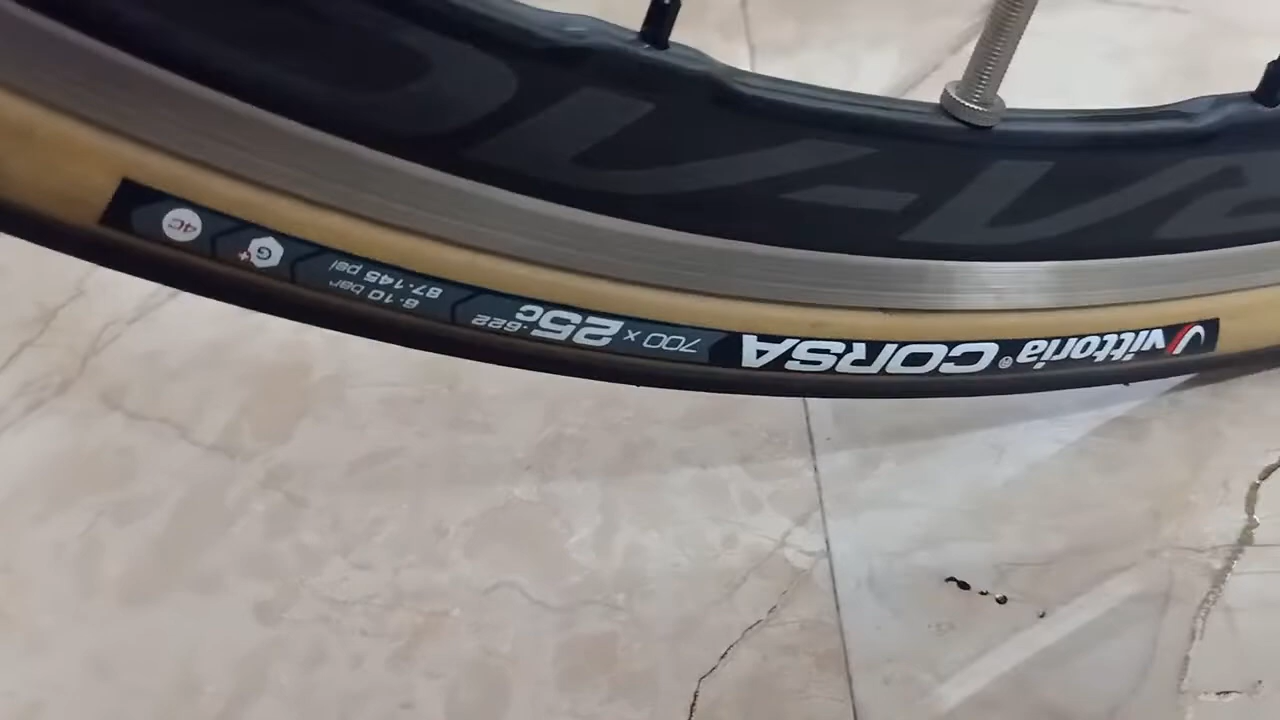 vittoria® CORSA
700 x 25c .622
6-10 bar
87-145 psi
G+
4C